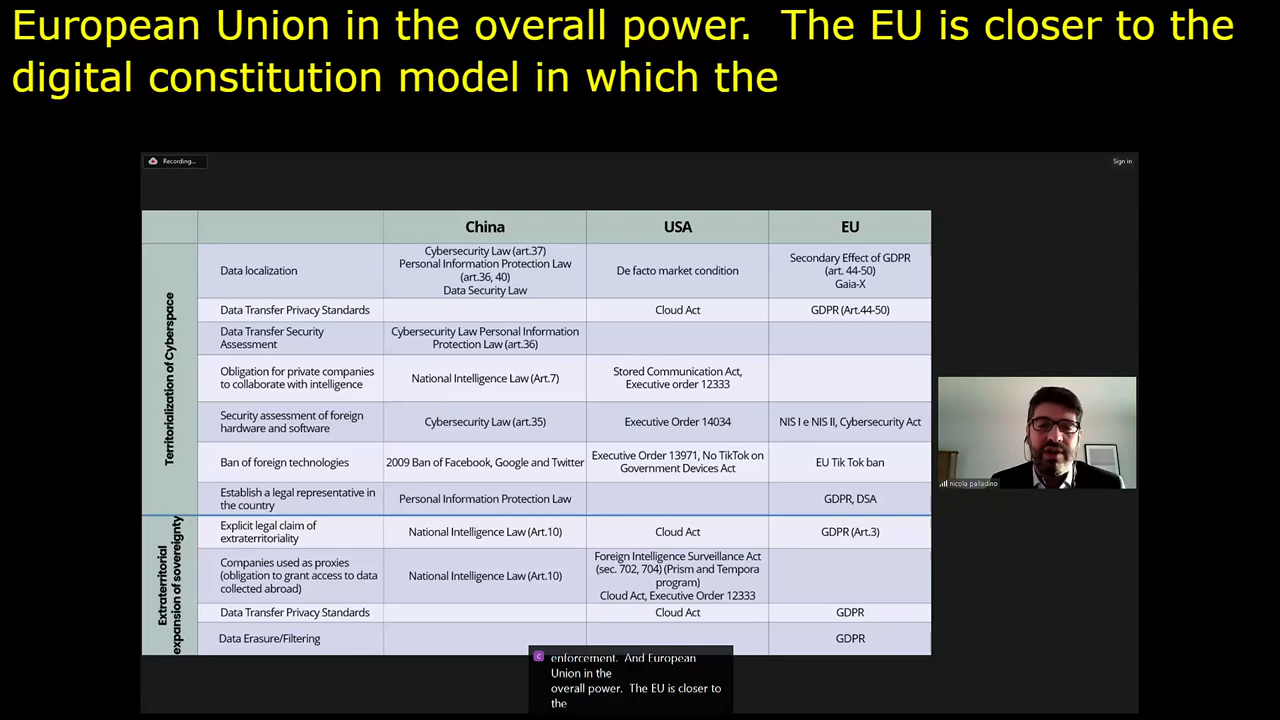 European Union in the overall power.  The EU is closer to the
digital constitution model in which the
Recording...
Sign in
China
USA
EU
Territorialization of Cyberspace
Data localization
Cybersecurity Law (art.37)
Personal Information Protection Law
(art.36, 40)
Data Security Law
De facto market condition
Secondary Effect of GDPR
(art. 44-50)
Gaia-X
Data Transfer Privacy Standards
Cloud Act
GDPR (Art.44-50)
Data Transfer Security
Assessment
Cybersecurity Law Personal Information
Protection Law (art.36)
Obligation for private companies
to collaborate with intelligence
National Intelligence Law (Art.7)
Stored Communication Act,
Executive order 12333
Security assessment of foreign
hardware and software
Cybersecurity Law (art.35)
Executive Order 14034
NIS I e NIS II, Cybersecurity Act
Ban of foreign technologies
2009 Ban of Facebook, Google and Twitter
Executive Order 13971, No TikTok on
Government Devices Act
EU Tik Tok ban
Establish a legal representative in
the country
Personal Information Protection Law
GDPR, DSA
Extraterritorial
expansion of sovereignty
Explicit legal claim of
extraterritoriality
National Intelligence Law (Art.10)
Cloud Act
GDPR (Art.3)
Companies used as proxies
(obligation to grant access to data
collected abroad)
National Intelligence Law (Art.10)
Foreign Intelligence Surveillance Act
(sec. 702, 704) (Prism and Tempora
program)
Cloud Act, Executive Order 12333
Data Transfer Privacy Standards
Cloud Act
GDPR
Data Erasure/Filtering
GDPR
nicola palladino
C
enforcement.  And European
Union in the
overall power.  The EU is closer to
the